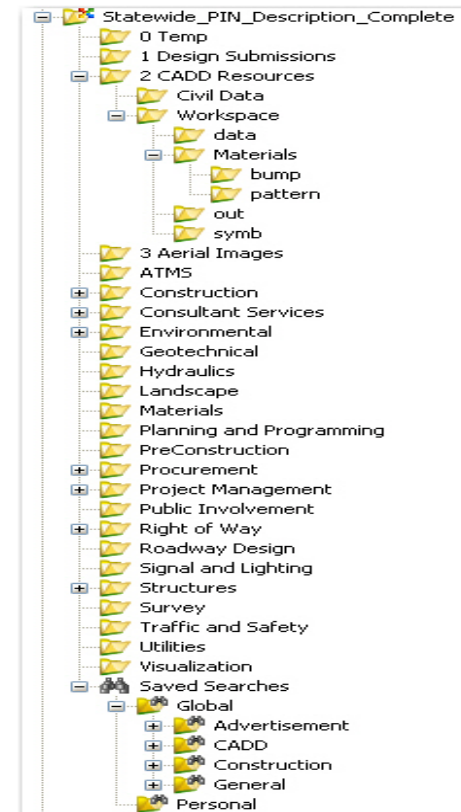 Statewide_PIN_Description_Complete
0 Temp
1 Design Submissions
2 CADD Resources
Civil Data
Workspace
data
Materials
bump
pattern
out
symb
3 Aerial Images
ATMS
Construction
Consultant Services
Environmental
Geotechnical
Hydraulics
Landscape
Materials
Planning and Programming
PreConstruction
Procurement
Project Management
Public Involvement
Right of Way
Roadway Design
Signal and Lighting
Structures
Survey
Traffic and Safety
Utilities
Visualization
Saved Searches
Global
Advertisement
CADD
Construction
General
Personal